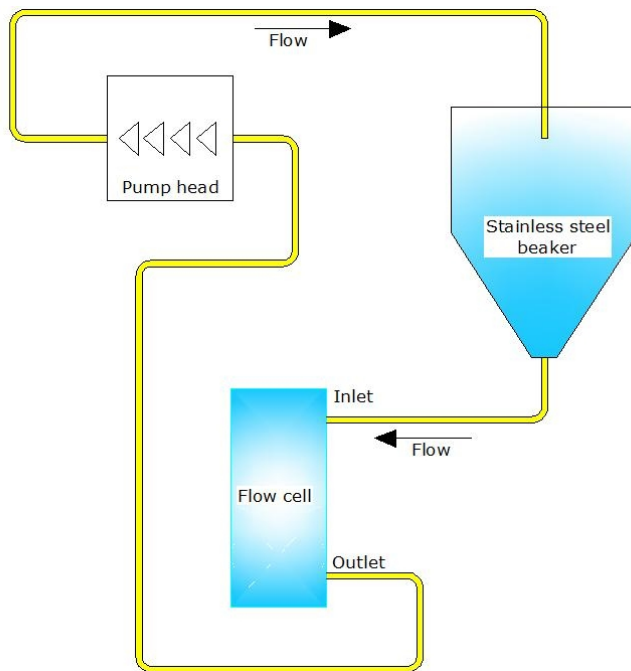 Flow
Pump head
Stainless steel
beaker
Inlet
Flow
Flow cell
Outlet